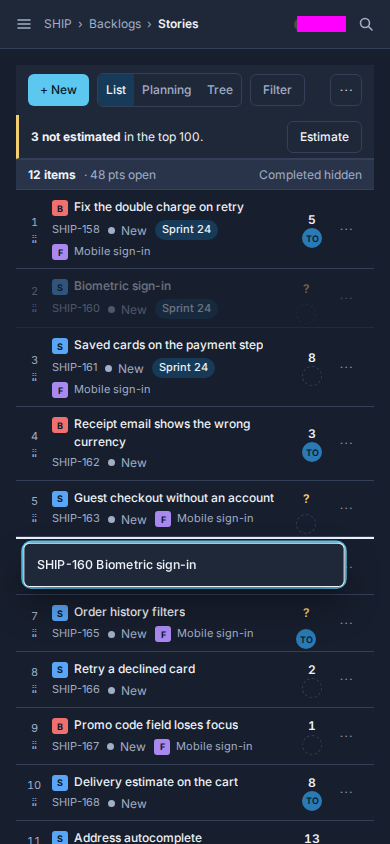 SHIP › Backlogs › Stories
+ New List Planning Tree Filter ...
3 not estimated in the top 100. Estimate
12 items · 48 pts open Completed hidden
1 B Fix the double charge on retry 5
SHIP-158 New Sprint 24 TO ...
F Mobile sign-in
2 S Biometric sign-in ?
SHIP-160 New Sprint 24 ...
3 S Saved cards on the payment step 8
SHIP-161 New Sprint 24 ...
F Mobile sign-in
4 B Receipt email shows the wrong 3
currency TO ...
SHIP-162 New
5 S Guest checkout without an account ?
SHIP-163 New F Mobile sign-in ...
SHIP-160 Biometric sign-in
7 S Order history filters ?
SHIP-165 New F Mobile sign-in TO ...
8 S Retry a declined card 2
SHIP-166 New ...
9 B Promo code field loses focus 1
SHIP-167 New F Mobile sign-in ...
10 S Delivery estimate on the cart 8
SHIP-168 New TO ...
11 S Address autocomplete 13